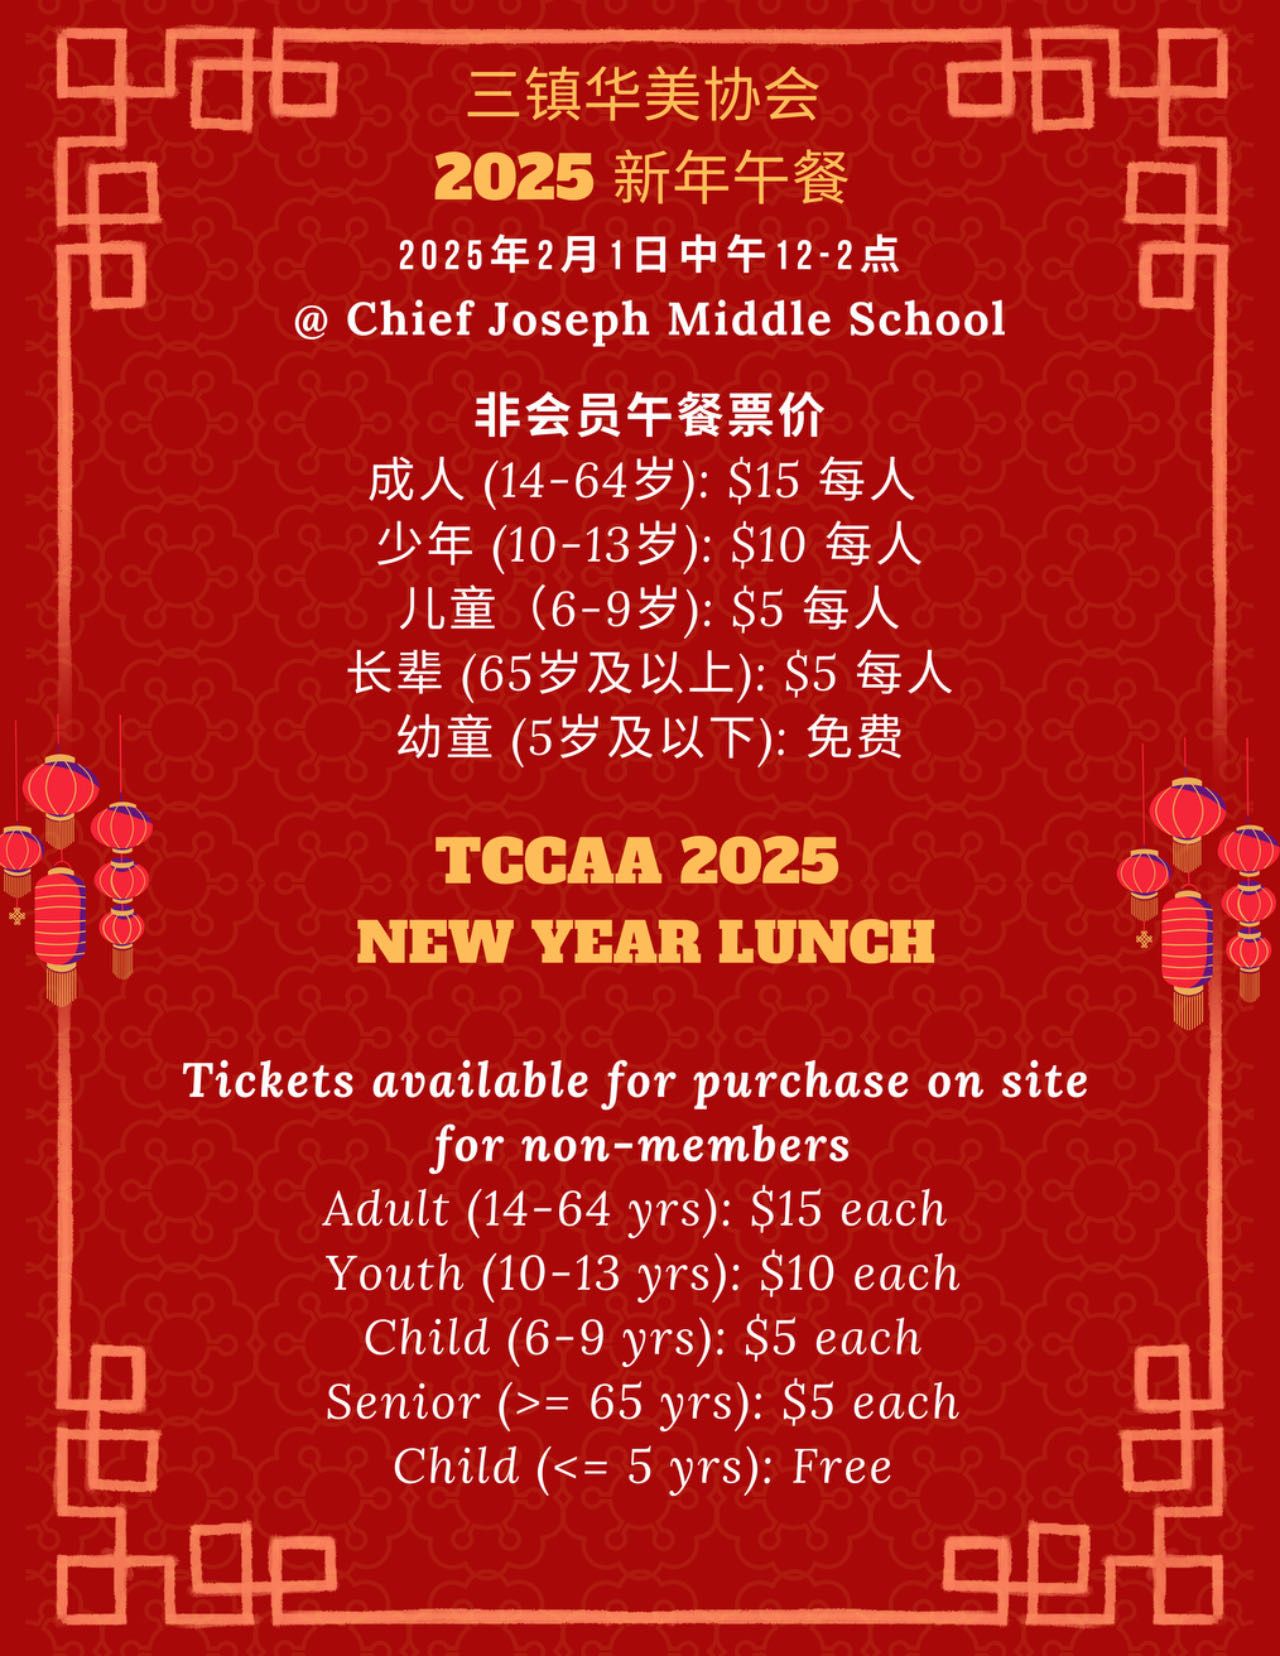 三镇华美协会
2025 新年午餐
2025年2月1日中午12-2点
@ Chief Joseph Middle School
非会员午餐票价
成人 (14-64岁): $15 每人
少年 (10-13岁): $10 每人
儿童（6-9岁): $5 每人
长辈 (65岁及以上): $5 每人
幼童 (5岁及以下): 免费
TCCAA 2025
NEW YEAR LUNCH
Tickets available for purchase on site
for non-members
Adult (14-64 yrs): $15 each
Youth (10-13 yrs): $10 each
Child (6-9 yrs): $5 each
Senior (>= 65 yrs): $5 each
Child (<= 5 yrs): Free